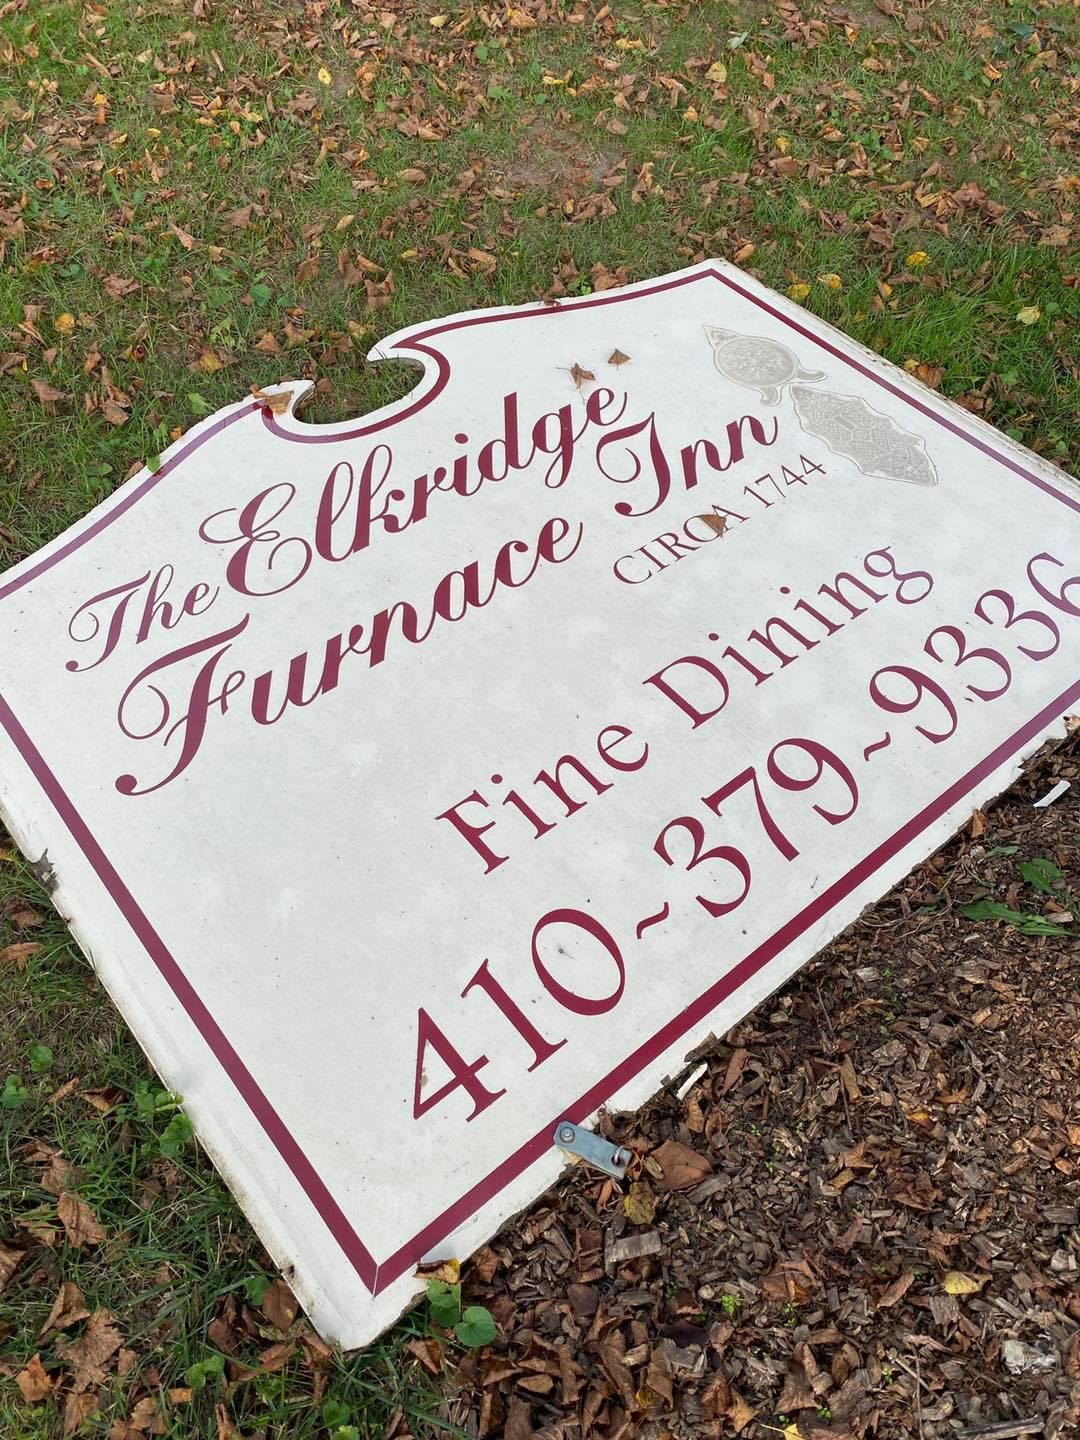 The Elkridge
Furnace Inn
CIRCA 1744
Fine Dining
410~379~9336